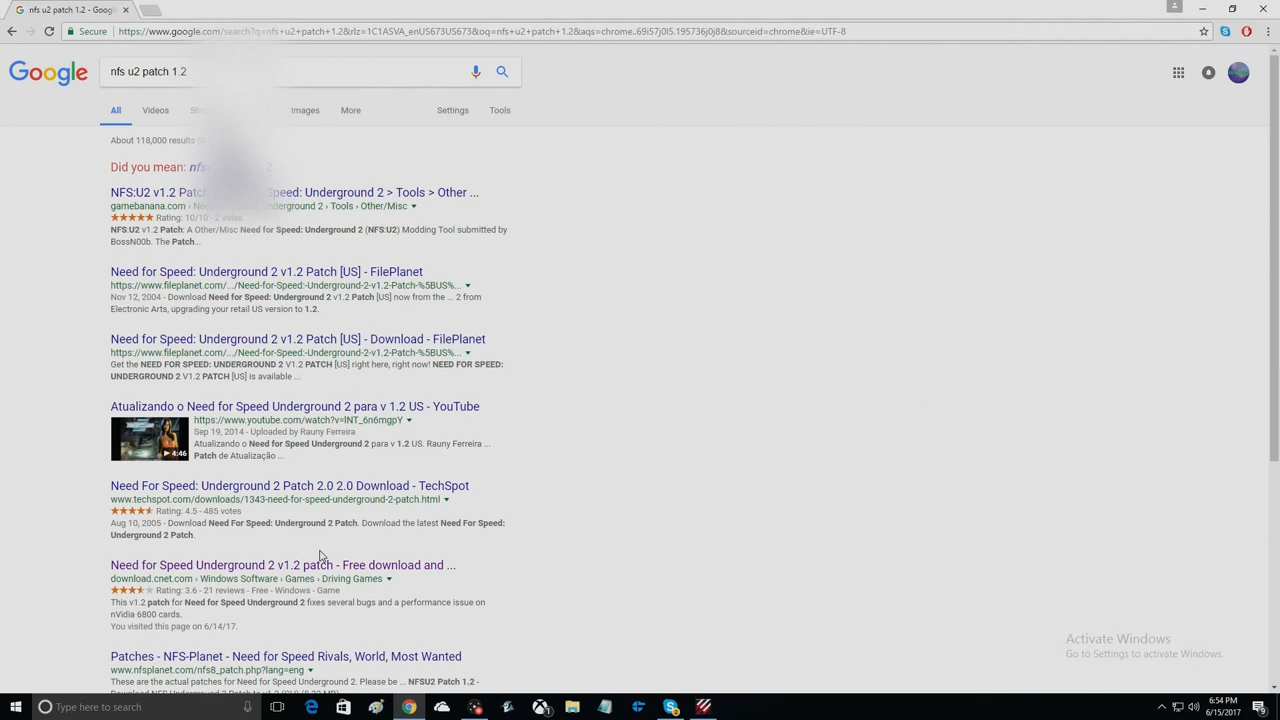 nfs u2 patch 1.2 - Google
Secure https://www.google.com/search?q=nfs+u2+patch+1.2&rlz=1C1ASVA_enUS673US673&oq=nfs+u2+patch+1.2&aqs=chrome..69i57j0l5.195736j0j8&sourceid=chrome&ie=UTF-8
Google nfs u2 patch 1.2
All Videos Images More Settings Tools
About 118,000 results
Did you mean: nfs 2
NFS:U2 v1.2 Patc Speed: Underground 2 > Tools > Other ...
gamebanana.com › Nee erground 2 › Tools › Other/Misc
Rating: 10/10 - 2 votes
NFS:U2 v1.2 Patch: A Other/Misc Need for Speed: Underground 2 (NFS:U2) Modding Tool submitted by
BossN00b. The Patch...
Need for Speed: Underground 2 v1.2 Patch [US] - FilePlanet
https://www.fileplanet.com/.../Need-for-Speed:-Underground-2-v1.2-Patch-%5BUS%...
Nov 12, 2004 - Download Need for Speed: Underground 2 v1.2 Patch [US] now from the ... 2 from
Electronic Arts, upgrading your retail US version to 1.2.
Need for Speed: Underground 2 v1.2 Patch [US] - Download - FilePlanet
https://www.fileplanet.com/.../Need-for-Speed:-Underground-2-v1.2-Patch-%5BUS%...
Get the NEED FOR SPEED: UNDERGROUND 2 V1.2 PATCH [US] right here, right now! NEED FOR SPEED:
UNDERGROUND 2 V1.2 PATCH [US] is available ...
Atualizando o Need for Speed Underground 2 para v 1.2 US - YouTube
https://www.youtube.com/watch?v=lNT_6n6mgpY
Sep 19, 2014 - Uploaded by Rauny Ferreira
Atualizando o Need for Speed Underground 2 para v 1.2 US. Rauny Ferreira ...
Patch de Atualização ...
4:46
Need For Speed: Underground 2 Patch 2.0 2.0 Download - TechSpot
www.techspot.com/downloads/1343-need-for-speed-underground-2-patch.html
Rating: 4.5 - 485 votes
Aug 10, 2005 - Download Need For Speed: Underground 2 Patch. Download the latest Need For Speed:
Underground 2 Patch.
Need for Speed Underground 2 v1.2 patch - Free download and ...
download.cnet.com › Windows Software › Games › Driving Games
Rating: 3.6 - 21 reviews - Free - Windows - Game
This v1.2 patch for Need for Speed Underground 2 fixes several bugs and a performance issue on
nVidia 6800 cards.
You visited this page on 6/14/17.
Patches - NFS-Planet - Need for Speed Rivals, World, Most Wanted
www.nfsplanet.com/nfs8_patch.php?lang=eng
These are the actual patches for Need for Speed Underground 2. Please be ... NFSU2 Patch 1.2 -
Activate Windows
Go to Settings to activate Windows.
Type here to search
6:54 PM
6/15/2017